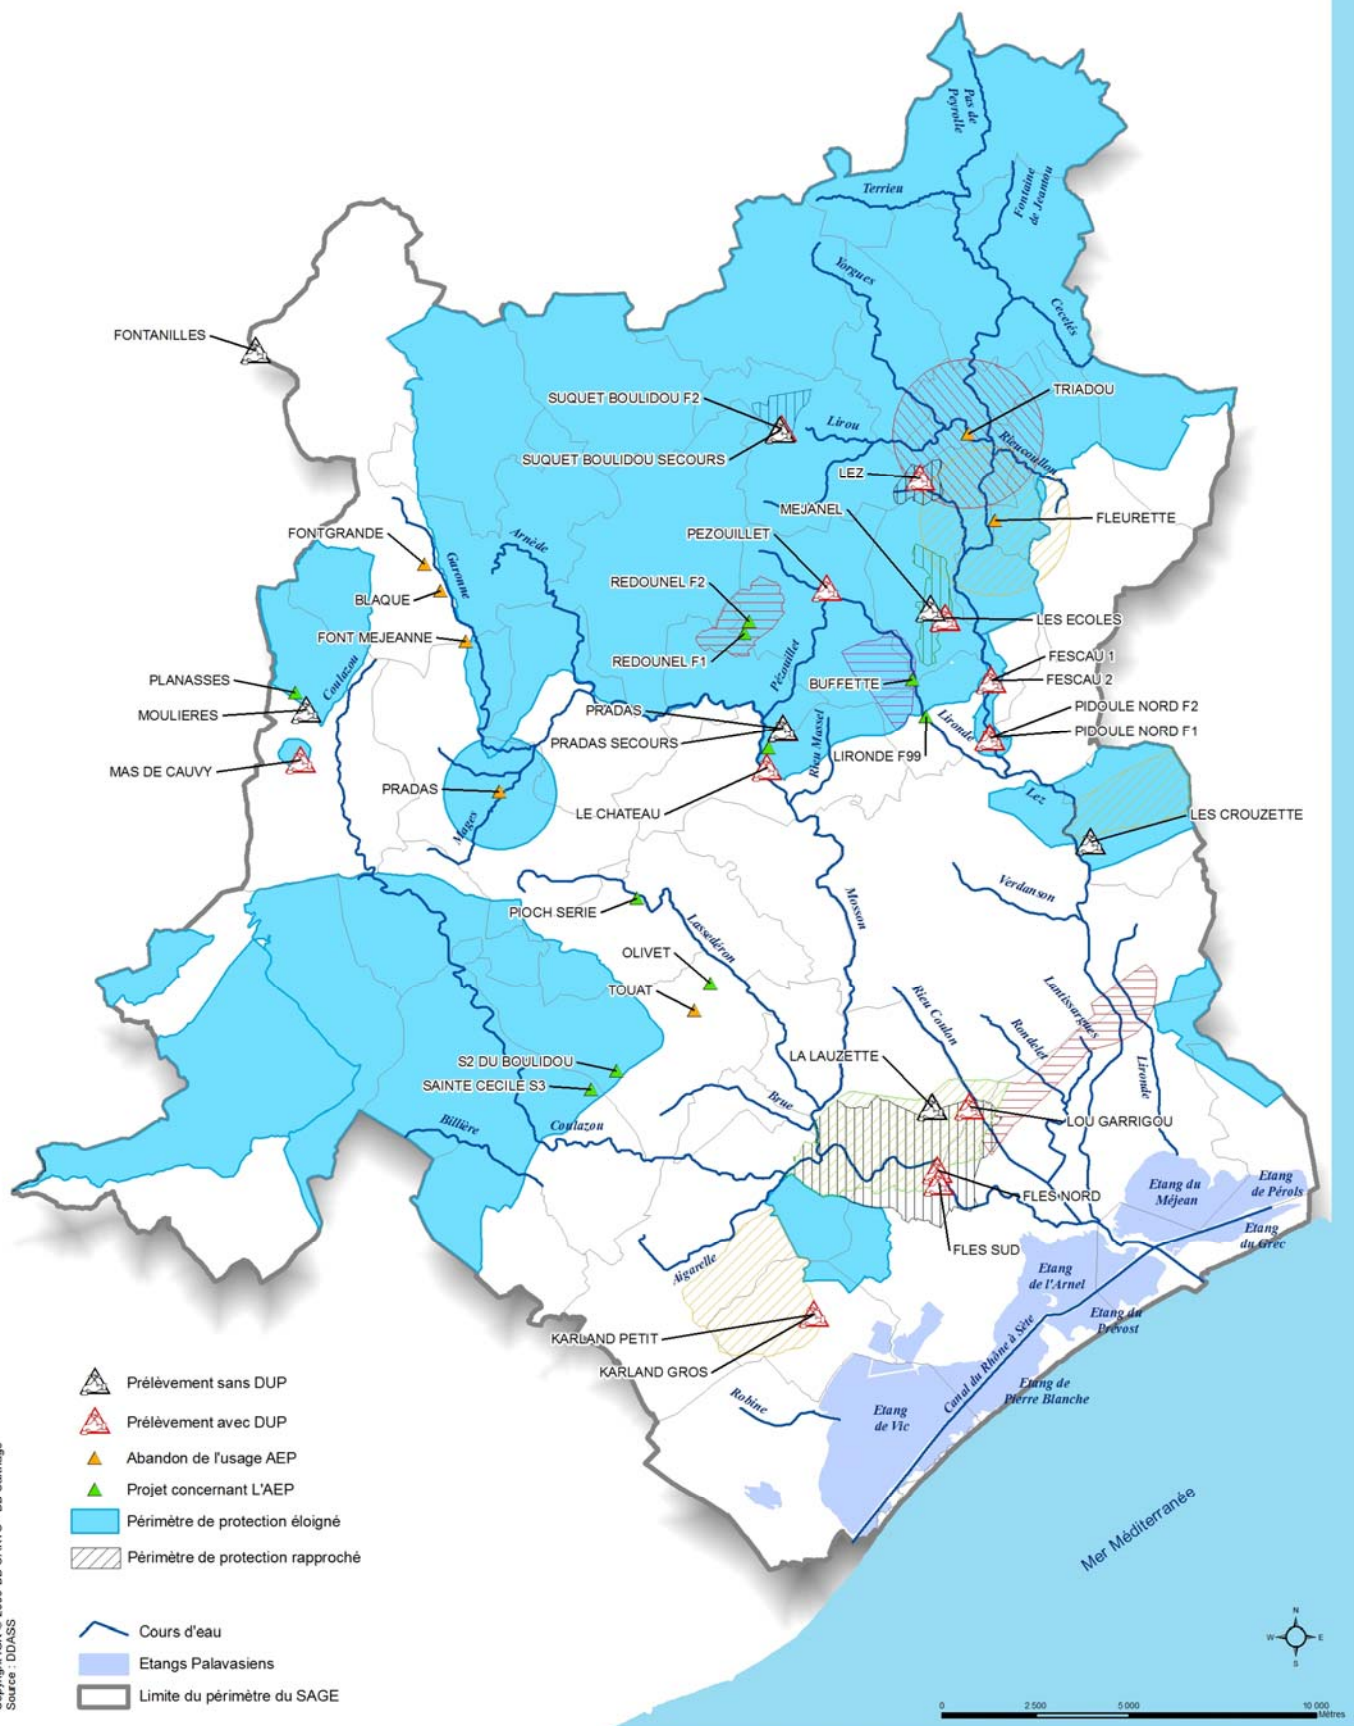 Pas de
Peyrolle
Terrieu
Fontaine
de Jeantou
Yorgues
Cecelés
FONTANILLES
TRIADOU
SUQUET BOULIDOU F2
Lirou
Rieucoullon
SUQUET BOULIDOU SECOURS
LEZ
MEJANEL
FLEURETTE
FONTGRANDE
PEZOUILLET
Arnède
Garonne
REDOUNEL F2
BLAQUE
LES ECOLES
FONT MEJEANNE
REDOUNEL F1
FESCAU 1
Pézouillet
Coulazou
PLANASSES
FESCAU 2
BUFFETTE
MOULIERES
PRADAS
PIDOULE NORD F2
Lironde
PIDOULE NORD F1
PRADAS SECOURS
Rieu Massel
LIRONDE F99
MAS DE CAUVY
PRADAS
Lez
LE CHATEAU
LES CROUZETTE
Mages
Verdanson
PIOCH SERIE
Mosson
Lassedéron
OLIVET
TOUAT
Rieu Coulon
Lantissargues
Rondelet
S2 DU BOULIDOU
LA LAUZETTE
SAINTE CECILE S3
Lironde
Brue
Billière
Coulazou
LOU GARRIGOU
Etang du
Méjean
Etang
de Pérols
FLES NORD
Etang
du Grec
FLES SUD
Aigarelle
Etang
de l'Arnel
Etang du
Prévost
KARLAND PETIT
KARLAND GROS
Canal du Rhône à Sète
Etang de
Pierre Blanche
Robine
Etang
de Vic
Mer Méditerranée
Prélèvement sans DUP
Prélèvement avec DUP
Abandon de l'usage AEP
Projet concernant L'AEP
Périmètre de protection éloigné
Périmètre de protection rapproché
Cours d'eau
Etangs Palavasiens
Limite du périmètre du SAGE
Source : DDASS
N
W E
S
0 2 500 5 000 10 000
Mètres